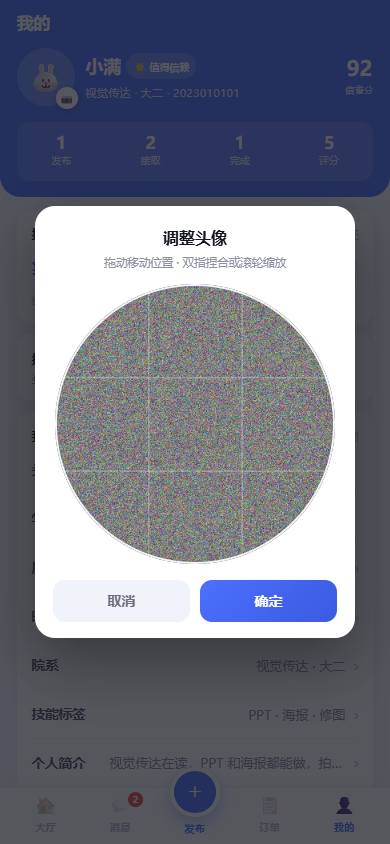 我的
小满
值得信赖
视觉传达 · 大二 · 2023010101
92
信誉分
1
2
1
5
发布
接取
完成
评分
调整头像
拖动移动位置 · 双指捏合或滚轮缩放
取消
确定
院系
视觉传达 · 大二 ›
技能标签
PPT · 海报 · 修图 ›
个人简介
视觉传达在读，PPT 和海报都能做，拍... ›
2
+
大厅
消息
发布
订单
我的